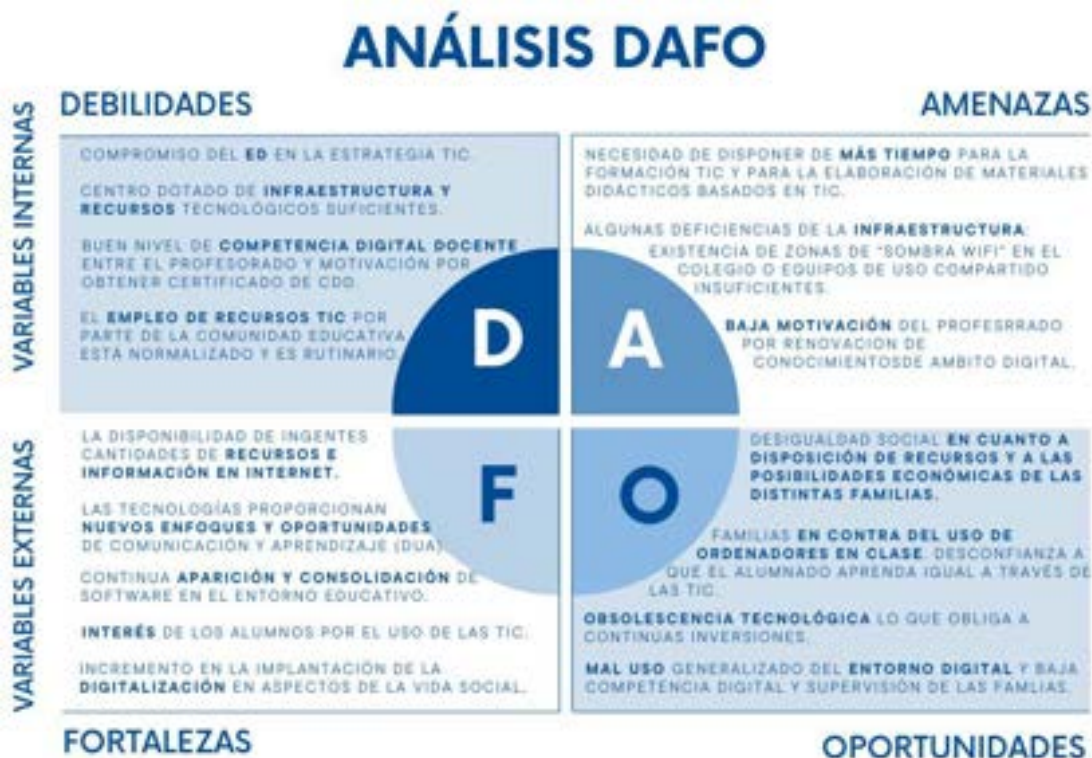 ANÁLISIS DAFO
DEBILIDADES
AMENAZAS
VARIABLES INTERNAS
COMPROMISO DEL ED EN LA ESTRATEGIA TIC.
CENTRO DOTADO DE INFRAESTRUCTURA Y
RECURSOS TECNOLÓGICOS SUFICIENTES.
BUEN NIVEL DE COMPETENCIA DIGITAL DOCENTE
ENTRE EL PROFESORADO Y MOTIVACIÓN POR
OBTENER CERTIFICADO DE CDD.
EL EMPLEO DE RECURSOS TIC POR
PARTE DE LA COMUNIDAD EDUCATIVA
ESTÁ NORMALIZADO Y ES RUTINARIO.
D
NECESIDAD DE DISPONER DE MÁS TIEMPO PARA LA
FORMACIÓN TIC Y PARA LA ELABORACIÓN DE MATERIALES
DIDÁCTICOS BASADOS EN TIC.
ALGUNAS DEFICIENCIAS DE LA INFRAESTRUCTURA:
EXISTENCIA DE ZONAS DE "SOMBRA WIFI" EN EL
COLEGIO O EQUIPOS DE USO COMPARTIDO
INSUFICIENTES.
BAJA MOTIVACIÓN DEL PROFESRRADO
POR RENOVACION DE
CONOCIMIENTOSDE AMBITO DIGITAL.
A
VARIABLES EXTERNAS
LA DISPONIBILIDAD DE INGENTES
CANTIDADES DE RECURSOS E
INFORMACIÓN EN INTERNET.
LAS TECNOLOGÍAS PROPORCIONAN
NUEVOS ENFOQUES Y OPORTUNIDADES
DE COMUNICACIÓN Y APRENDIZAJE (DUA)
CONTINUA APARICIÓN Y CONSOLIDACIÓN DE
SOFTWARE EN EL ENTORNO EDUCATIVO.
INTERÉS DE LOS ALUMNOS POR EL USO DE LAS TIC.
INCREMENTO EN LA IMPLANTACIÓN DE LA
DIGITALIZACIÓN EN ASPECTOS DE LA VIDA SOCIAL.
F
DESIGUALDAD SOCIAL EN CUANTO A
DISPOSICIÓN DE RECURSOS Y A LAS
POSIBILIDADES ECONÓMICAS DE LAS
DISTINTAS FAMILIAS.
FAMILIAS EN CONTRA DEL USO DE
ORDENADORES EN CLASE. DESCONFIANZA A
QUE EL ALUMNADO APRENDA IGUAL A TRAVÉS DE
LAS TIC.
OBSOLESCENCIA TECNOLÓGICA LO QUE OBLIGA A
CONTINUAS INVERSIONES.
MAL USO GENERALIZADO DEL ENTORNO DIGITAL Y BAJA
COMPETENCIA DIGITAL Y SUPERVISIÓN DE LAS FAMLIAS.
O
FORTALEZAS
OPORTUNIDADES